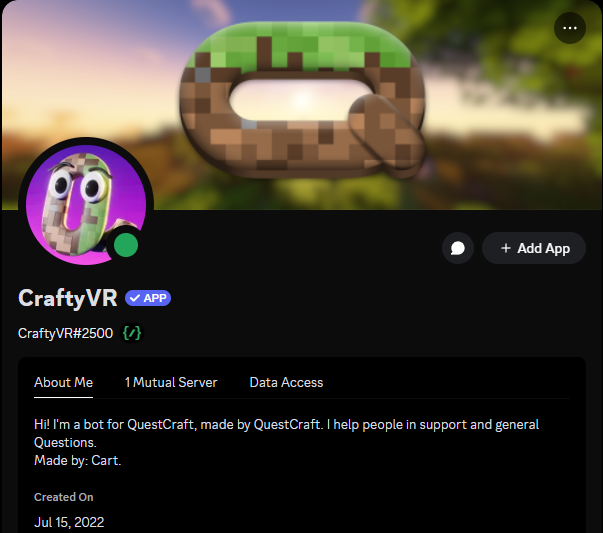 + Add App
CraftyVR ✓ APP
CraftyVR#2500 {/}
About Me 1 Mutual Server Data Access
Hi! I'm a bot for QuestCraft, made by QuestCraft. I help people in support and general
Questions.
Made by: Cart.
Created On
Jul 15, 2022